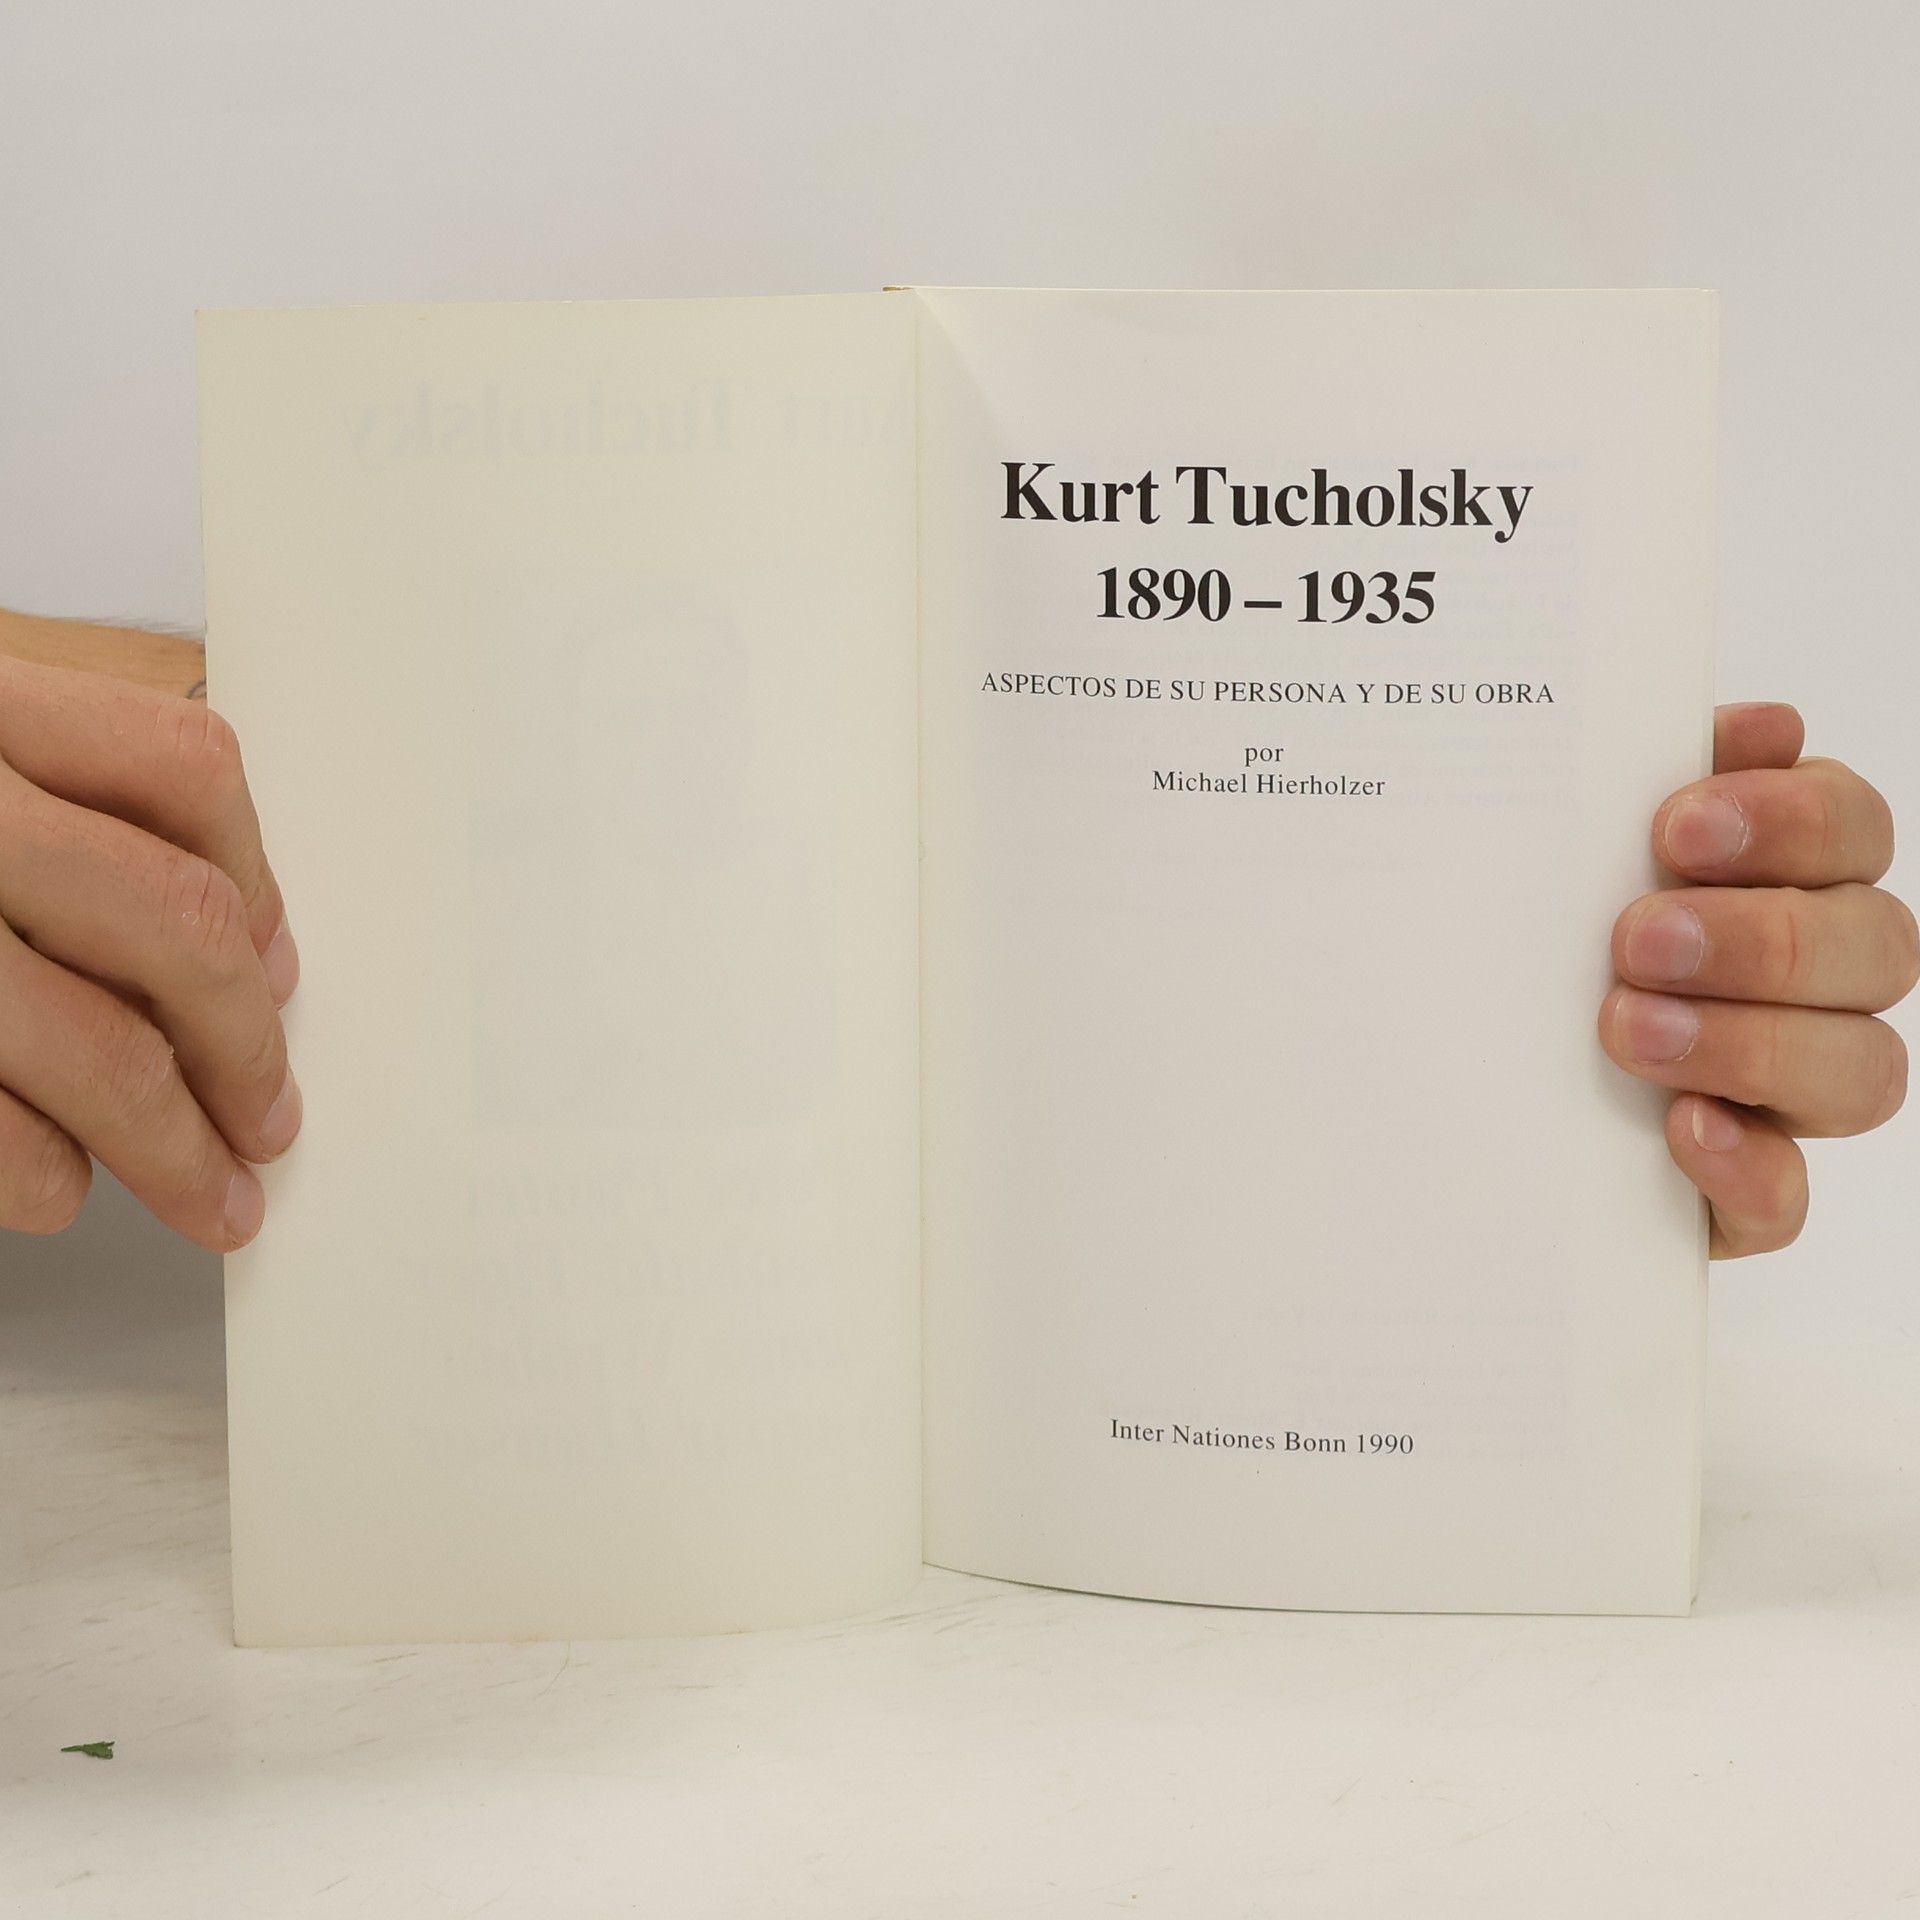 Kurt Tucholsky
1890 – 1935
ASPECTOS DE SU PERSONA Y DE SU OBRA
por
Michael Hierholzer
Inter Nationes Bonn 1990